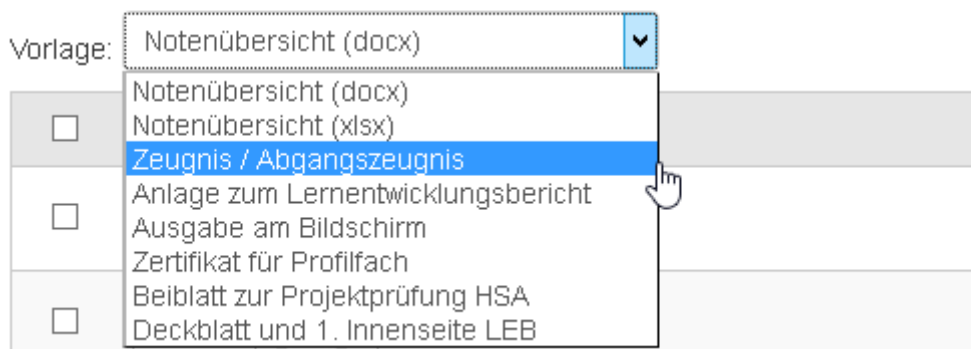 Vorlage: Notenübersicht (docx)
Notenübersicht (docx)
Notenübersicht (xlsx)
Zeugnis / Abgangszeugnis
Anlage zum Lernentwicklungsbericht
Ausgabe am Bildschirm
Zertifikat für Profilfach
Beiblatt zur Projektprüfung HSA
Deckblatt und 1. Innenseite LEB